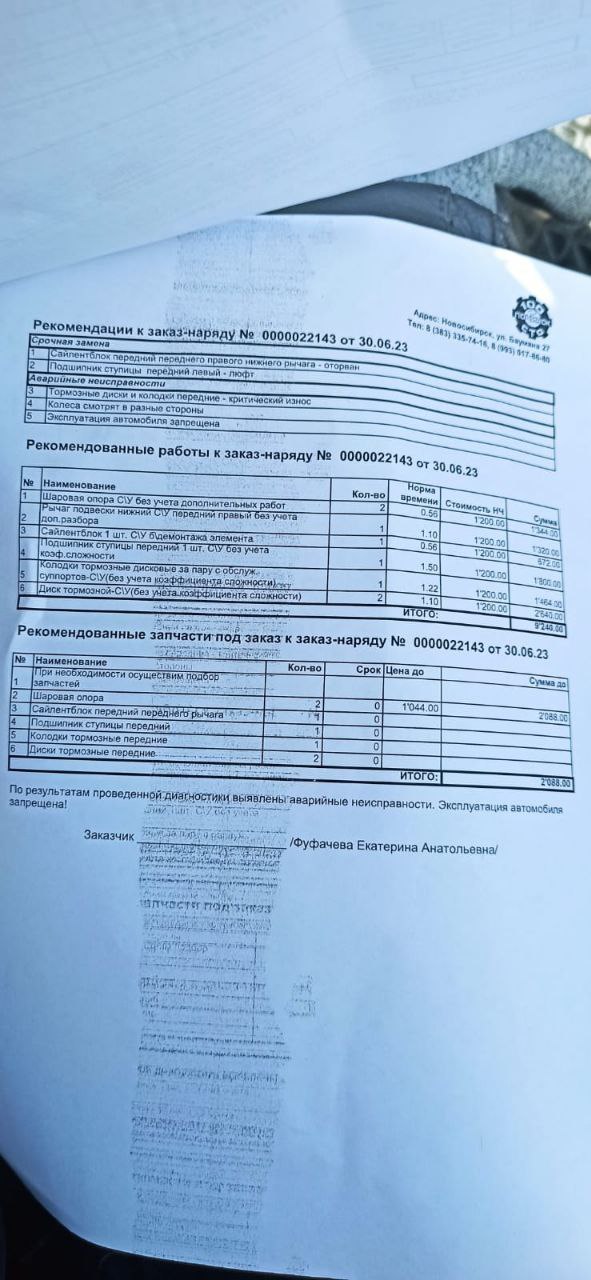 Адрес: Новосибирск, ул. Баумана 27
Тел: 8 (383) 335-74-16, 8 (993) 017-86-80
Рекомендации к заказ-наряду № 0000022143 от 30.06.23
Срочная замена
1 Сайлентблок передний переднего правого нижнего рычага - оторван
2 Подшипник ступицы передний левый - люфт
Аварийные неисправности
3 Тормозные диски и колодки передние - критический износ
4 Колеса смотрят в разные стороны
5 Эксплуатация автомобиля запрещена
Рекомендованные работы к заказ-наряду № 0000022143 от 30.06.23
№ Наименование Кол-во Норма времени Стоимость НЧ Сумма
1 Шаровая опора С\У без учета дополнительных работ 2 0.56 1'200.00 1'344.00
2 Рычаг подвески нижний С\У передний правый без учета доп.разбора 1 1.10 1'200.00 1'320.00
3 Сайлентблок 1 шт. С\У б\демонтажа элемента 1 0.56 1'200.00 672.00
4 Подшипник ступицы передний 1 шт. С\У без учета коэф.сложности 1 1.50 1'200.00 1'800.00
5 Колодки тормозные дисковые за пару с обслуж. суппортов-С\У(без учета коэффициента сложности) 1 1.22 1'200.00 1'464.00
6 Диск тормозной-С\У(без учета коэффициента сложности) 2 1.10 1'200.00 2'640.00
ИТОГО: 9'240.00
Рекомендованные запчасти под заказ к заказ-наряду № 0000022143 от 30.06.23
№ Наименование Кол-во Срок Цена до Сумма до
1 При необходимости осуществим подбор запчастей
2 Шаровая опора 2 0 1'044.00 2'088.00
3 Сайлентблок передний переднего рычага 1 0
4 Подшипник ступицы передний 1 0
5 Колодки тормозные передние 1 0
6 Диски тормозные передние 2 0
ИТОГО: 2'088.00
По результатам проведенной диагностики выявлены аварийные неисправности. Эксплуатация автомобиля
запрещена!
Заказчик /Фуфачева Екатерина Анатольевна/